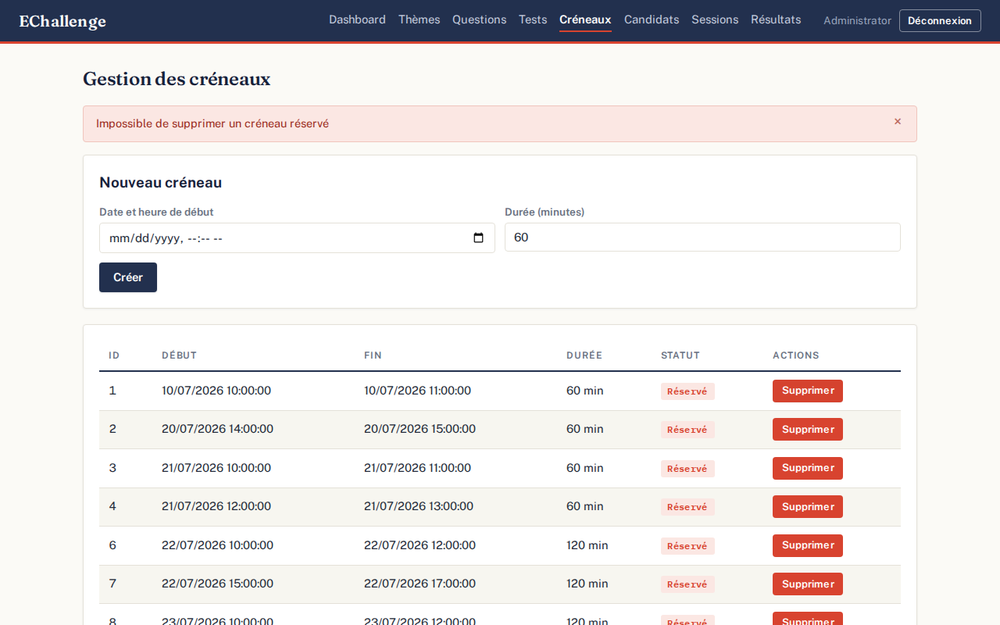 EChallenge
Dashboard Thèmes Questions Tests Créneaux Candidats Sessions Résultats Administrator Déconnexion
Gestion des créneaux
Impossible de supprimer un créneau réservé ×
Nouveau créneau
Date et heure de début Durée (minutes)
mm/dd/yyyy, --:-- -- 60
Créer
ID DÉBUT FIN DURÉE STATUT ACTIONS
1 10/07/2026 10:00:00 10/07/2026 11:00:00 60 min Réservé Supprimer
2 20/07/2026 14:00:00 20/07/2026 15:00:00 60 min Réservé Supprimer
3 21/07/2026 10:00:00 21/07/2026 11:00:00 60 min Réservé Supprimer
4 21/07/2026 12:00:00 21/07/2026 13:00:00 60 min Réservé Supprimer
6 22/07/2026 10:00:00 22/07/2026 12:00:00 120 min Réservé Supprimer
7 22/07/2026 15:00:00 22/07/2026 17:00:00 120 min Réservé Supprimer
8 23/07/2026 10:00:00 23/07/2026 12:00:00 120 min Réservé Supprimer